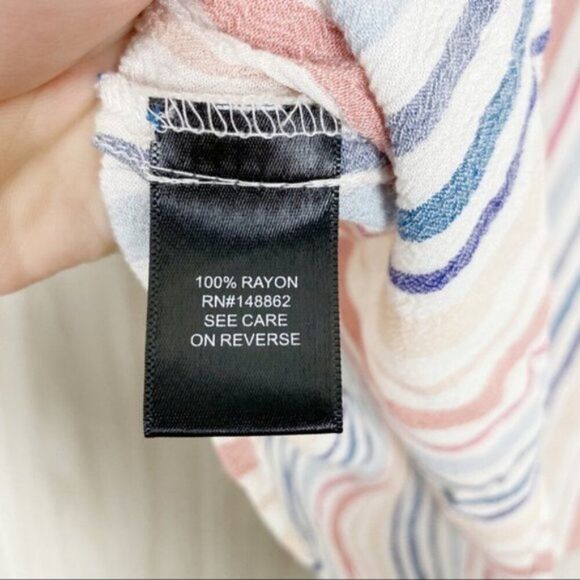 100% RAYON
RN#148862
SEE CARE
ON REVERSE